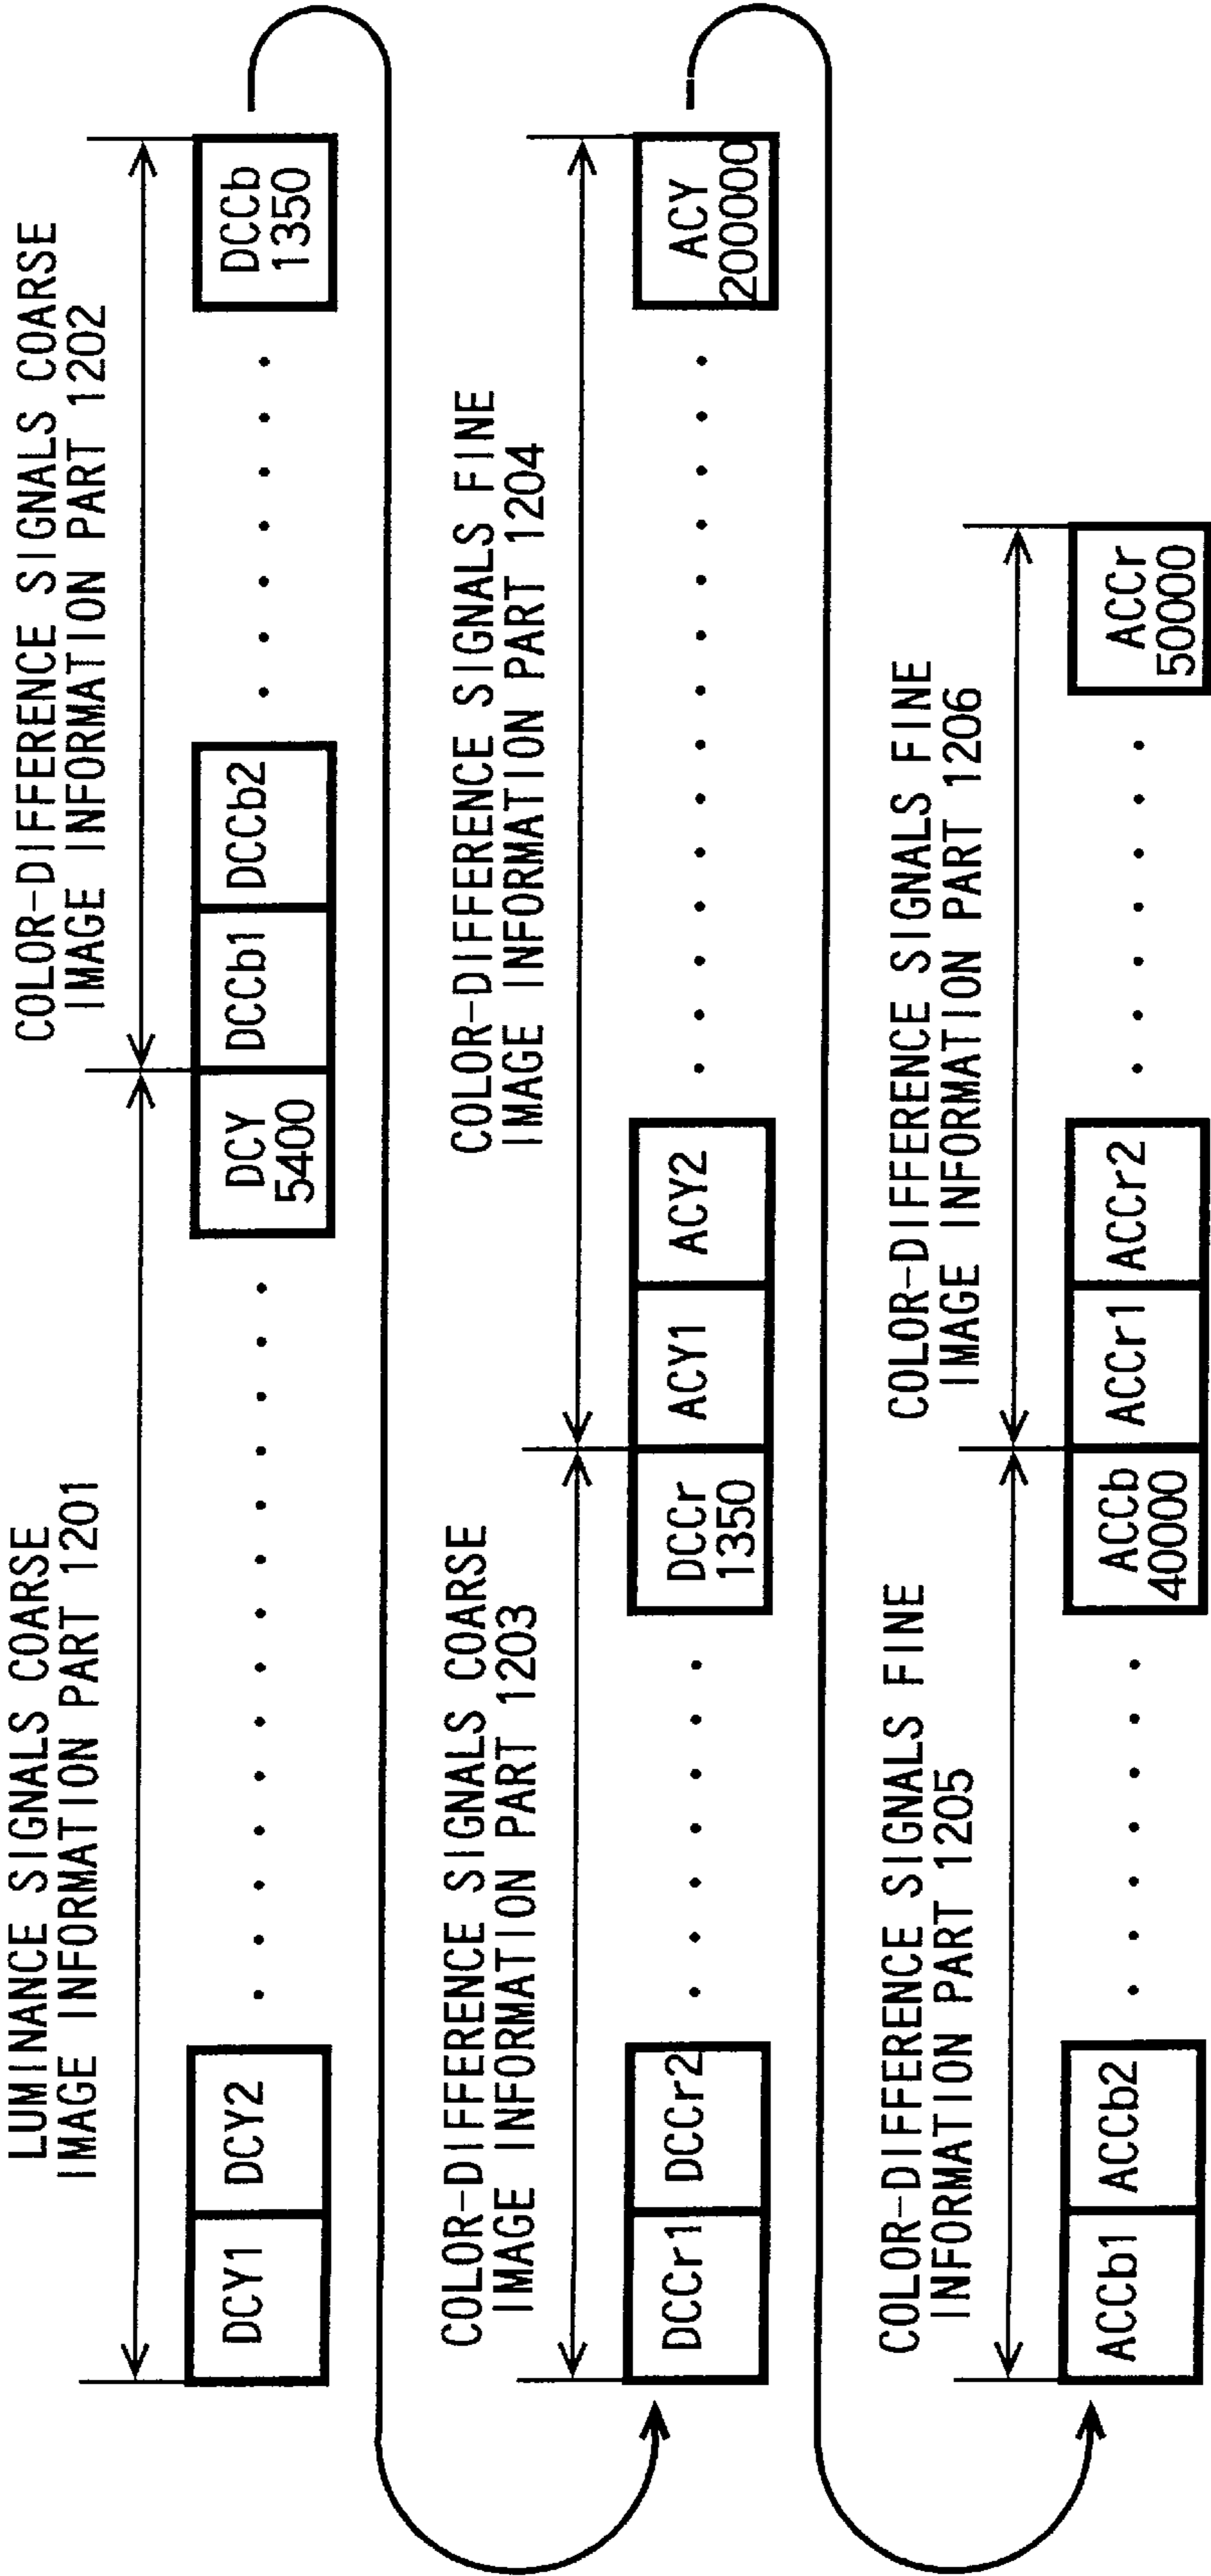 LUMINANCE SIGNALS COARSE
IMAGE INFORMATION PART 1201
COLOR-DIFFERENCE SIGNALS COARSE
IMAGE INFORMATION PART 1202
DCY1
DCY2
DCY
5400
DCCb1
DCCb2
DCCb
1350
COLOR-DIFFERENCE SIGNALS COARSE
IMAGE INFORMATION PART 1203
COLOR-DIFFERENCE SIGNALS FINE
IMAGE INFORMATION PART 1204
DCCr1
DCCr2
DCCr
1350
ACY1
ACY2
ACY
200000
COLOR-DIFFERENCE SIGNALS FINE
INFORMATION PART 1205
COLOR-DIFFERENCE SIGNALS FINE
IMAGE INFORMATION PART 1206
ACCb1
ACCb2
ACCb
40000
ACCr1
ACCr2
ACCr
50000